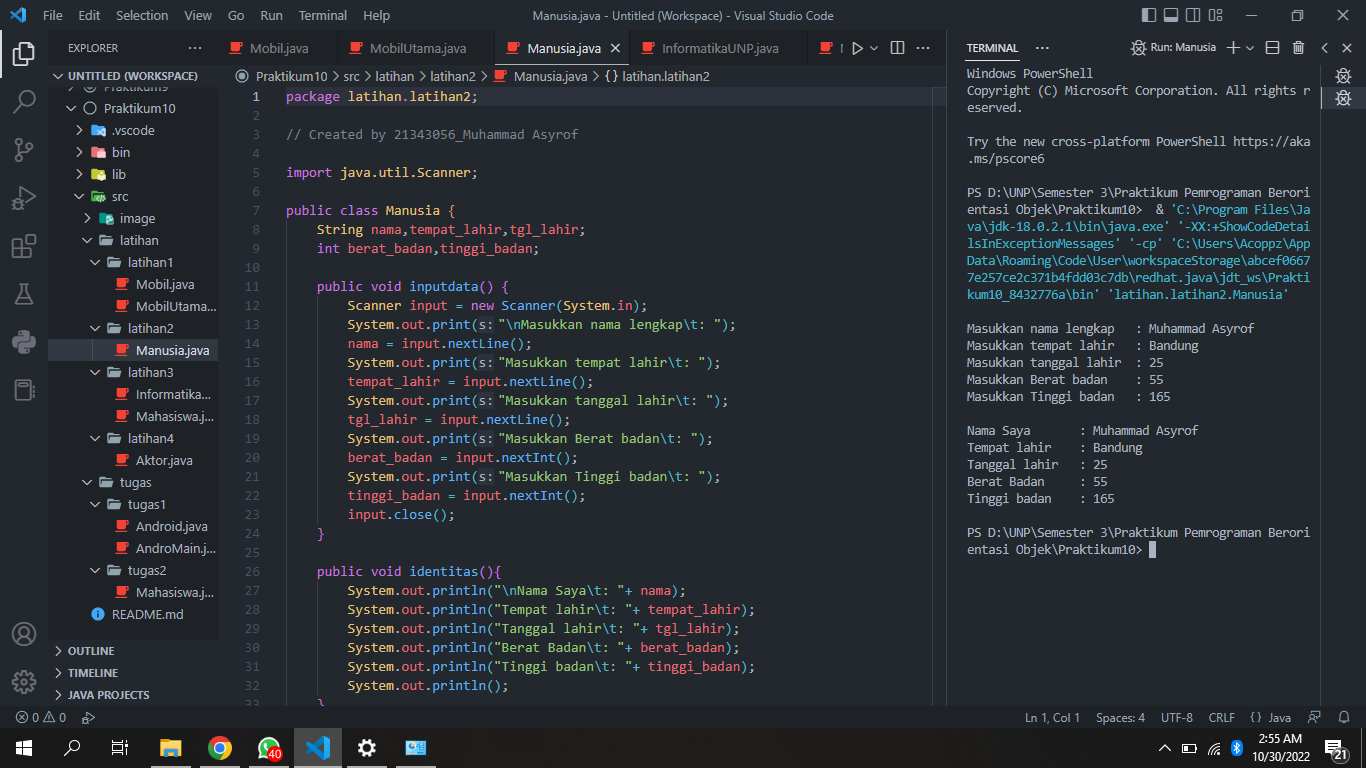 File Edit Selection View Go Run Terminal Help
Manusia.java - Untitled (Workspace) - Visual Studio Code
EXPLORER
UNTITLED (WORKSPACE)
Praktikum9
Praktikum10
.vscode
bin
lib
src
image
latihan
latihan1
Mobil.java
MobilUtama...
latihan2
Manusia.java
latihan3
Informatika...
Mahasiswa.j...
latihan4
Aktor.java
tugas
tugas1
Android.java
AndroMain.j...
tugas2
Mahasiswa.j...
README.md
OUTLINE
TIMELINE
JAVA PROJECTS
Mobil.java MobilUtama.java Manusia.java InformatikaUNP.java
Praktikum10 > src > latihan > latihan2 > Manusia.java > {} latihan.latihan2
1 package latihan.latihan2;
2
3 // Created by 21343056_Muhammad Asyrof
4
5 import java.util.Scanner;
6
7 public class Manusia {
8 String nama,tempat_lahir,tgl_lahir;
9 int berat_badan,tinggi_badan;
10
11 public void inputdata() {
12 Scanner input = new Scanner(System.in);
13 System.out.print(s:"\nMasukkan nama lengkap\t: ");
14 nama = input.nextLine();
15 System.out.print(s:"Masukkan tempat lahir\t: ");
16 tempat_lahir = input.nextLine();
17 System.out.print(s:"Masukkan tanggal lahir\t: ");
18 tgl_lahir = input.nextLine();
19 System.out.print(s:"Masukkan Berat badan\t: ");
20 berat_badan = input.nextInt();
21 System.out.print(s:"Masukkan Tinggi badan\t: ");
22 tinggi_badan = input.nextInt();
23 input.close();
24 }
25
26 public void identitas(){
27 System.out.println("\nNama Saya\t: "+ nama);
28 System.out.println("Tempat lahir\t: "+ tempat_lahir);
29 System.out.println("Tanggal lahir\t: "+ tgl_lahir);
30 System.out.println("Berat Badan\t: "+ berat_badan);
31 System.out.println("Tinggi badan\t: "+ tinggi_badan);
32 System.out.println();
33 }
TERMINAL
Run: Manusia
Windows PowerShell
Copyright (C) Microsoft Corporation. All rights r
eserved.
Try the new cross-platform PowerShell https://aka
.ms/pscore6
PS D:\UNP\Semester 3\Praktikum Pemrograman Berori
entasi Objek\Praktikum10> & 'C:\Program Files\Ja
va\jdk-18.0.2.1\bin\java.exe' '-XX:+ShowCodeDetai
lsInExceptionMessages' '-cp' 'C:\Users\Acoppz\App
Data\Roaming\Code\User\workspaceStorage\abcef0667
7e257ce2c371b4fdd03c7db\redhat.java\jdt_ws\Prakti
kum10_8432776a\bin' 'latihan.latihan2.Manusia'
Masukkan nama lengkap : Muhammad Asyrof
Masukkan tempat lahir : Bandung
Masukkan tanggal lahir : 25
Masukkan Berat badan : 55
Masukkan Tinggi badan : 165
Nama Saya : Muhammad Asyrof
Tempat lahir : Bandung
Tanggal lahir : 25
Berat Badan : 55
Tinggi badan : 165
PS D:\UNP\Semester 3\Praktikum Pemrograman Berori
entasi Objek\Praktikum10>
0 0
Ln 1, Col 1 Spaces: 4 UTF-8 CRLF {} Java
40
2:55 AM
10/30/2022
21